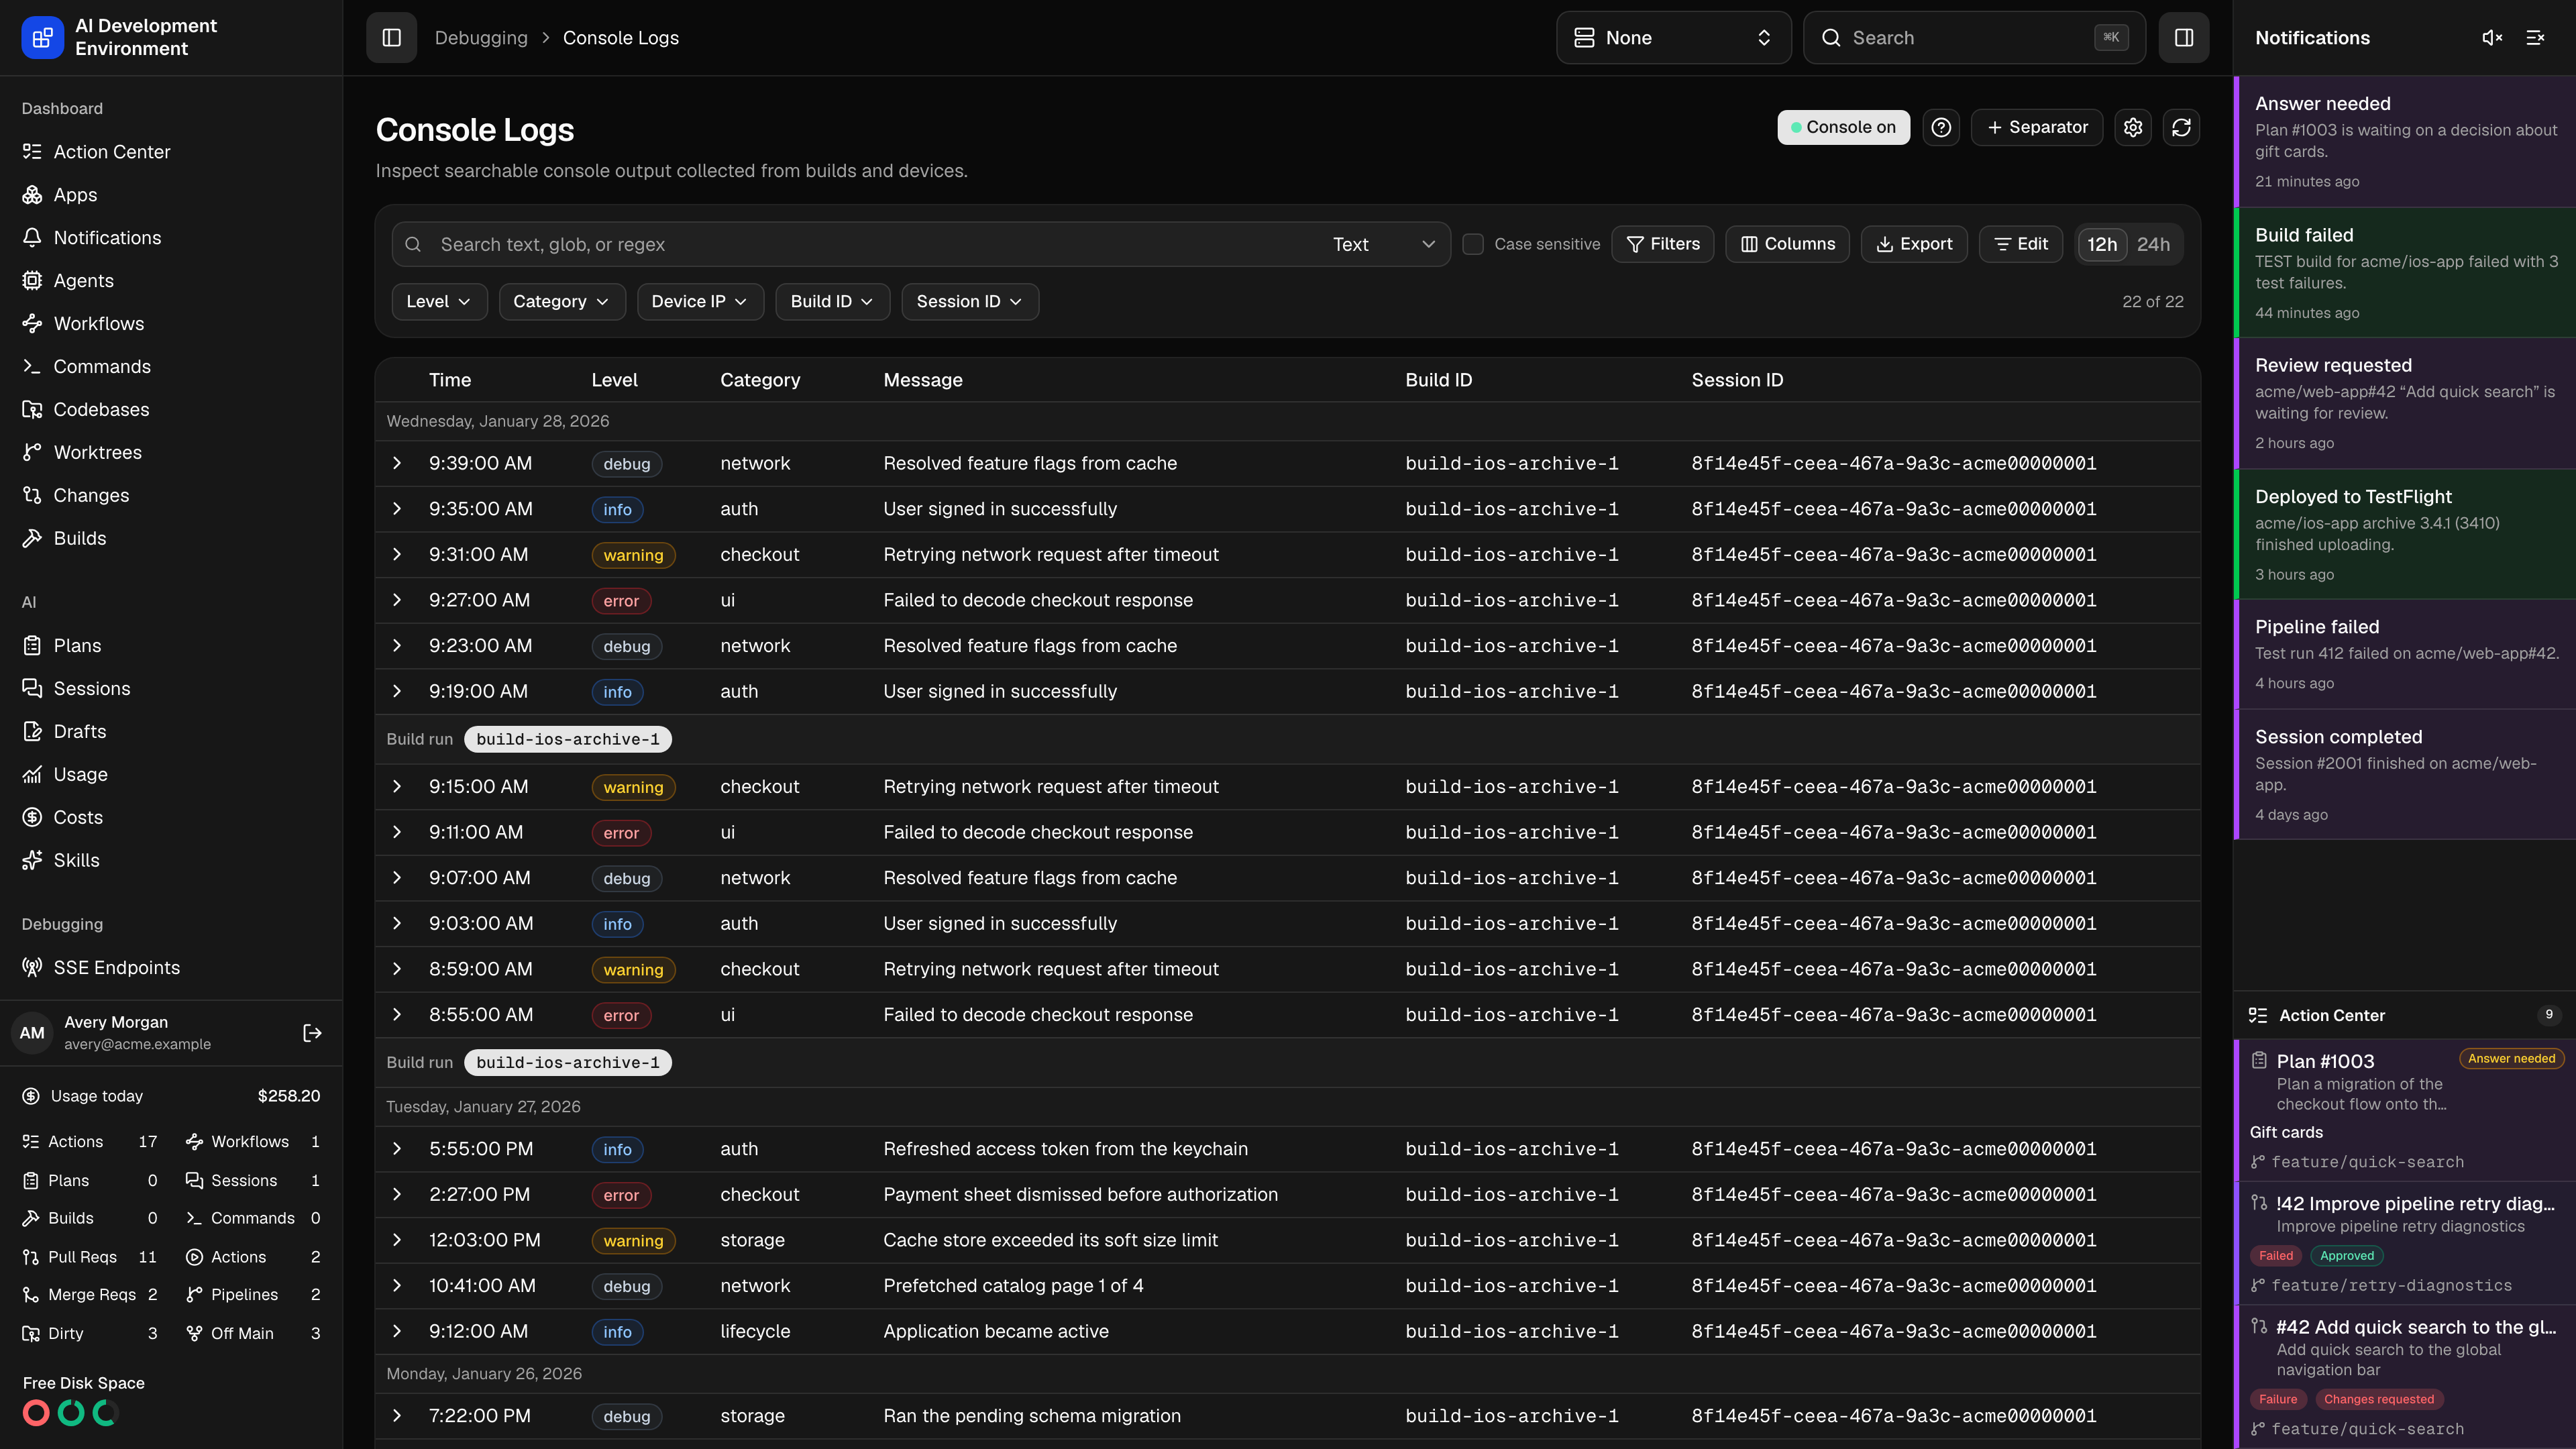 AI Development
Environment
Dashboard
Action Center
Apps
Notifications
Agents
Workflows
Commands
Codebases
Worktrees
Changes
Builds
AI
Plans
Sessions
Drafts
Usage
Costs
Skills
Debugging
SSE Endpoints
AM
Avery Morgan
avery@acme.example
Usage today $258.20
Actions 17 Workflows 1
Plans 0 Sessions 1
Builds 0 Commands 0
Pull Reqs 11 Actions 2
Merge Reqs 2 Pipelines 2
Dirty 3 Off Main 3
Free Disk Space
Debugging > Console Logs
None
Search ⌘K
Console Logs
Inspect searchable console output collected from builds and devices.
Console on
+ Separator
Search text, glob, or regex
Text
Case sensitive
Filters
Columns
Export
Edit
12h 24h
Level Category Device IP Build ID Session ID
22 of 22
Time Level Category Message Build ID Session ID
Wednesday, January 28, 2026
9:39:00 AM debug network Resolved feature flags from cache build-ios-archive-1 8f14e45f-ceea-467a-9a3c-acme00000001
9:35:00 AM info auth User signed in successfully build-ios-archive-1 8f14e45f-ceea-467a-9a3c-acme00000001
9:31:00 AM warning checkout Retrying network request after timeout build-ios-archive-1 8f14e45f-ceea-467a-9a3c-acme00000001
9:27:00 AM error ui Failed to decode checkout response build-ios-archive-1 8f14e45f-ceea-467a-9a3c-acme00000001
9:23:00 AM debug network Resolved feature flags from cache build-ios-archive-1 8f14e45f-ceea-467a-9a3c-acme00000001
9:19:00 AM info auth User signed in successfully build-ios-archive-1 8f14e45f-ceea-467a-9a3c-acme00000001
Build run build-ios-archive-1
9:15:00 AM warning checkout Retrying network request after timeout build-ios-archive-1 8f14e45f-ceea-467a-9a3c-acme00000001
9:11:00 AM error ui Failed to decode checkout response build-ios-archive-1 8f14e45f-ceea-467a-9a3c-acme00000001
9:07:00 AM debug network Resolved feature flags from cache build-ios-archive-1 8f14e45f-ceea-467a-9a3c-acme00000001
9:03:00 AM info auth User signed in successfully build-ios-archive-1 8f14e45f-ceea-467a-9a3c-acme00000001
8:59:00 AM warning checkout Retrying network request after timeout build-ios-archive-1 8f14e45f-ceea-467a-9a3c-acme00000001
8:55:00 AM error ui Failed to decode checkout response build-ios-archive-1 8f14e45f-ceea-467a-9a3c-acme00000001
Build run build-ios-archive-1
Tuesday, January 27, 2026
5:55:00 PM info auth Refreshed access token from the keychain build-ios-archive-1 8f14e45f-ceea-467a-9a3c-acme00000001
2:27:00 PM error checkout Payment sheet dismissed before authorization build-ios-archive-1 8f14e45f-ceea-467a-9a3c-acme00000001
12:03:00 PM warning storage Cache store exceeded its soft size limit build-ios-archive-1 8f14e45f-ceea-467a-9a3c-acme00000001
10:41:00 AM debug network Prefetched catalog page 1 of 4 build-ios-archive-1 8f14e45f-ceea-467a-9a3c-acme00000001
9:12:00 AM info lifecycle Application became active build-ios-archive-1 8f14e45f-ceea-467a-9a3c-acme00000001
Monday, January 26, 2026
7:22:00 PM debug storage Ran the pending schema migration build-ios-archive-1 8f14e45f-ceea-467a-9a3c-acme00000001
Notifications
Answer needed
Plan #1003 is waiting on a decision about
gift cards.
21 minutes ago
Build failed
TEST build for acme/ios-app failed with 3
test failures.
44 minutes ago
Review requested
acme/web-app#42 “Add quick search” is
waiting for review.
2 hours ago
Deployed to TestFlight
acme/ios-app archive 3.4.1 (3410)
finished uploading.
3 hours ago
Pipeline failed
Test run 412 failed on acme/web-app#42.
4 hours ago
Session completed
Session #2001 finished on acme/web-
app.
4 days ago
Action Center 9
Plan #1003 Answer needed
Plan a migration of the
checkout flow onto th...
Gift cards
feature/quick-search
!42 Improve pipeline retry diag...
Improve pipeline retry diagnostics
Failed Approved
feature/retry-diagnostics
#42 Add quick search to the gl...
Add quick search to the global
navigation bar
Failure Changes requested
feature/quick-search